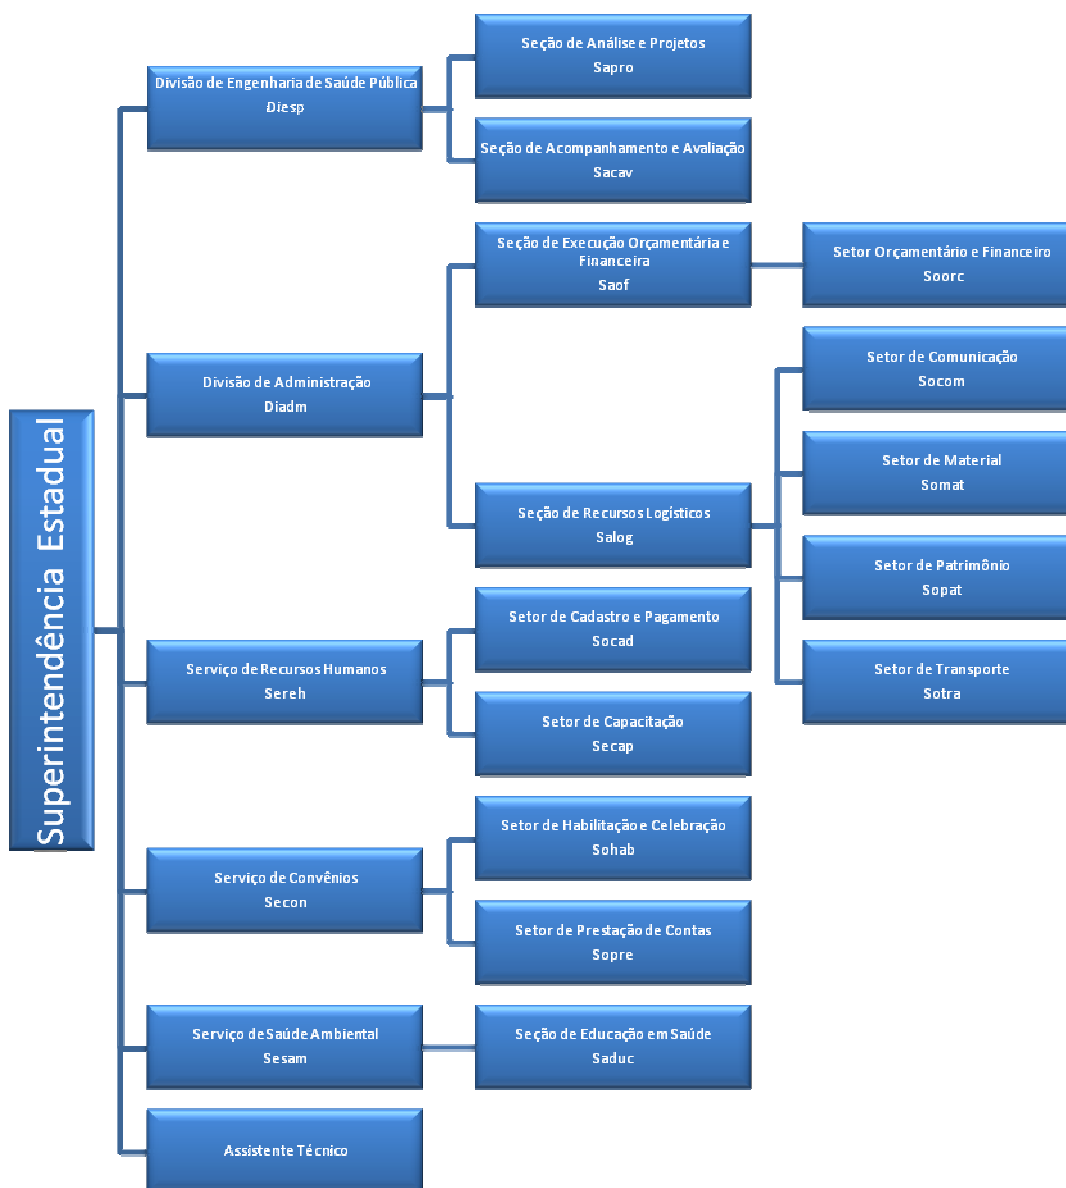 Superintendência Estadual
Divisão de Engenharia de Saúde Pública
Diesp
Seção de Análise e Projetos
Sapro
Seção de Acompanhamento e Avaliação
Sacav
Divisão de Administração
Diadm
Seção de Execução Orçamentária e
Financeira
Saof
Setor Orçamentário e Financeiro
Soorc
Seção de Recursos Logísticos
Salog
Setor de Comunicação
Socom
Setor de Material
Somat
Setor de Patrimônio
Sopat
Setor de Transporte
Sotra
Serviço de Recursos Humanos
Sereh
Setor de Cadastro e Pagamento
Socad
Setor de Capacitação
Secap
Serviço de Convênios
Secon
Setor de Habilitação e Celebração
Sohab
Setor de Prestação de Contas
Sopre
Serviço de Saúde Ambiental
Sesam
Seção de Educação em Saúde
Saduc
Assistente Técnico